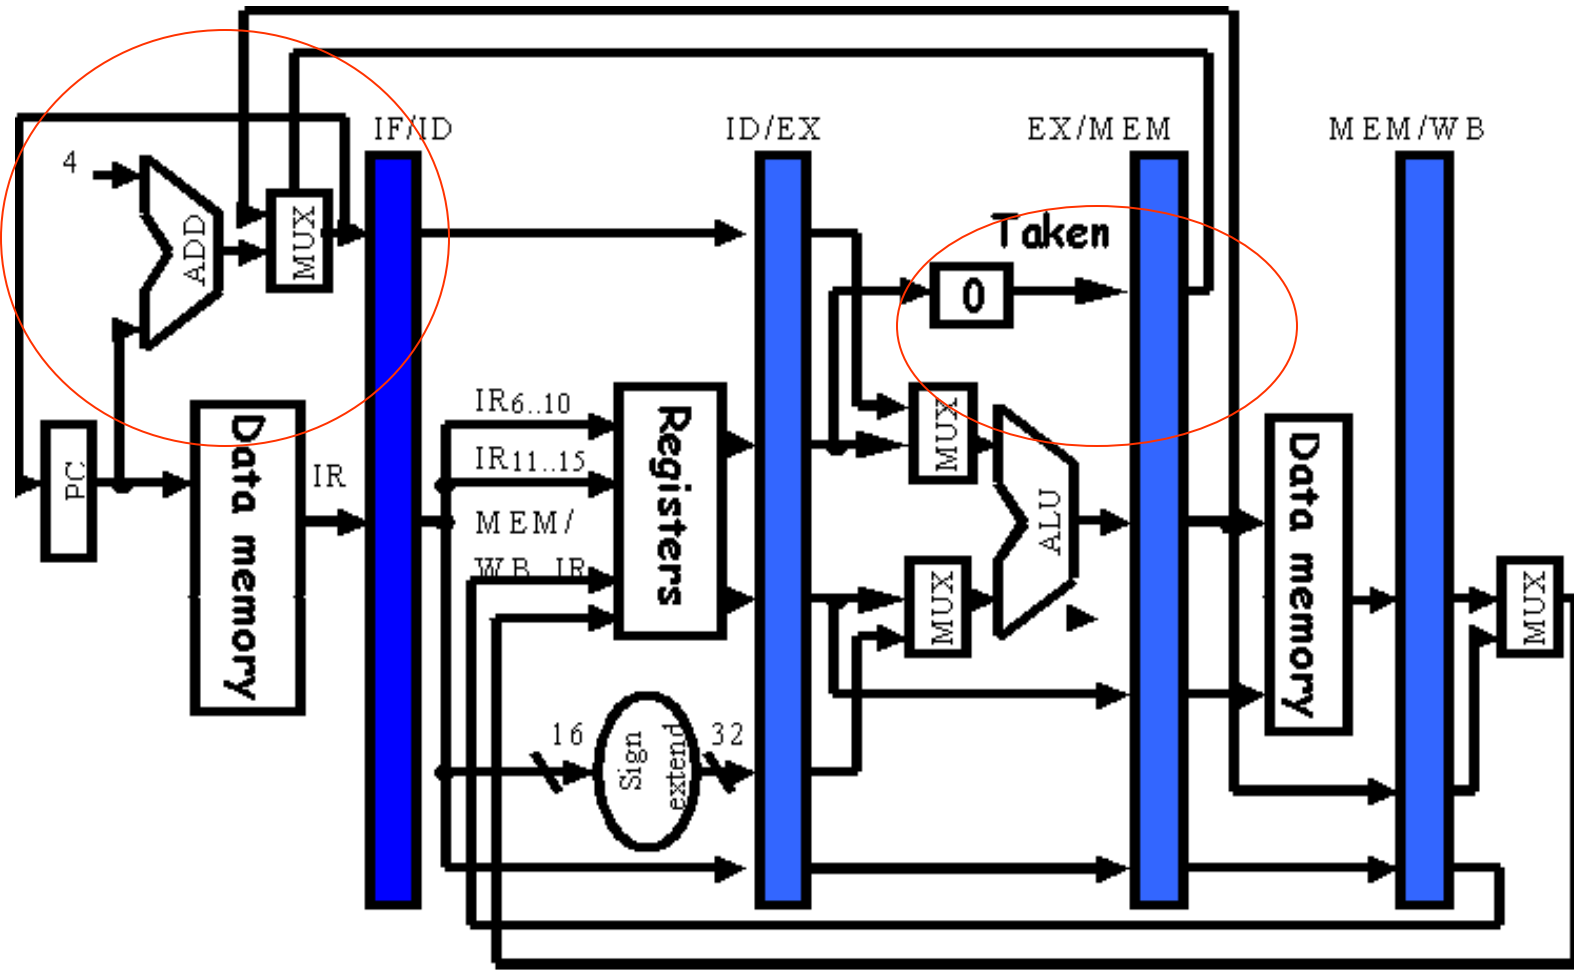 IF/ID
ID/EX
EX/MEM
MEM/WB
4
ADD
MUX
Taken
0
IR6..10
IR11..15
MEM/
WB IR
PC
Data memory
IR
Registers
MUX
ALU
MUX
Data memory
MUX
16
Sign
extend
32